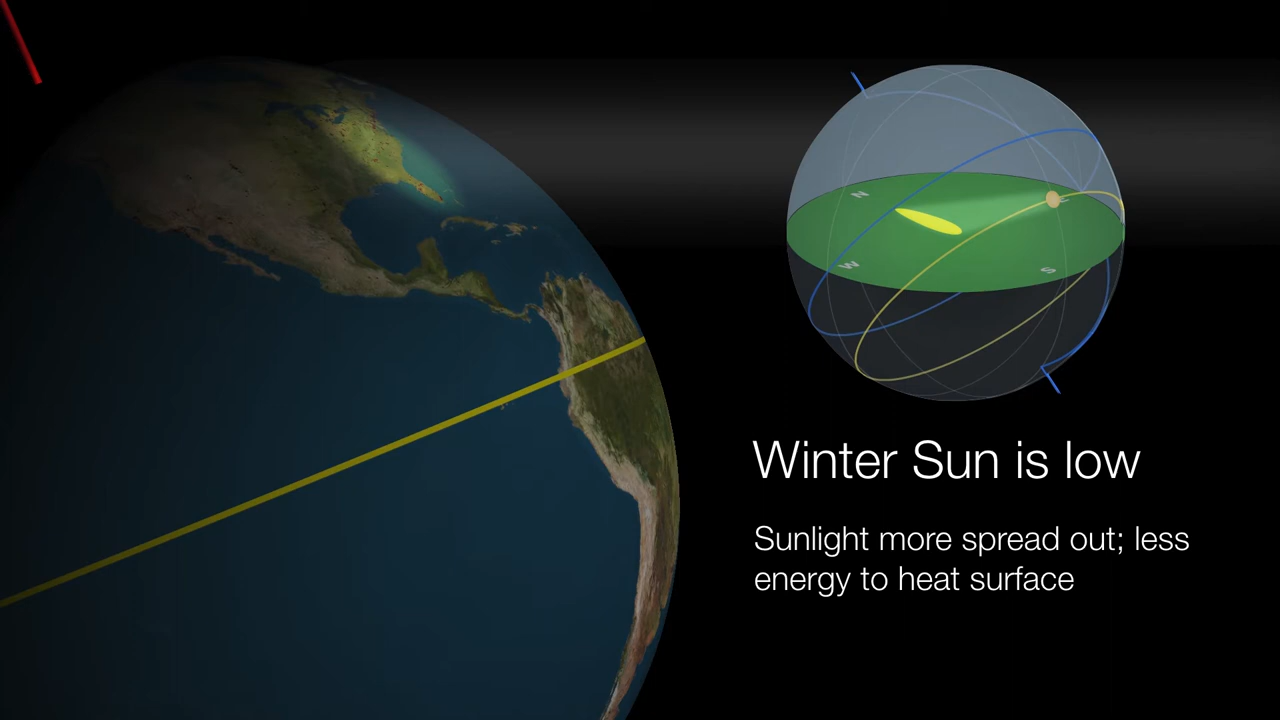 N
W
S
Winter Sun is low
Sunlight more spread out; less
energy to heat surface